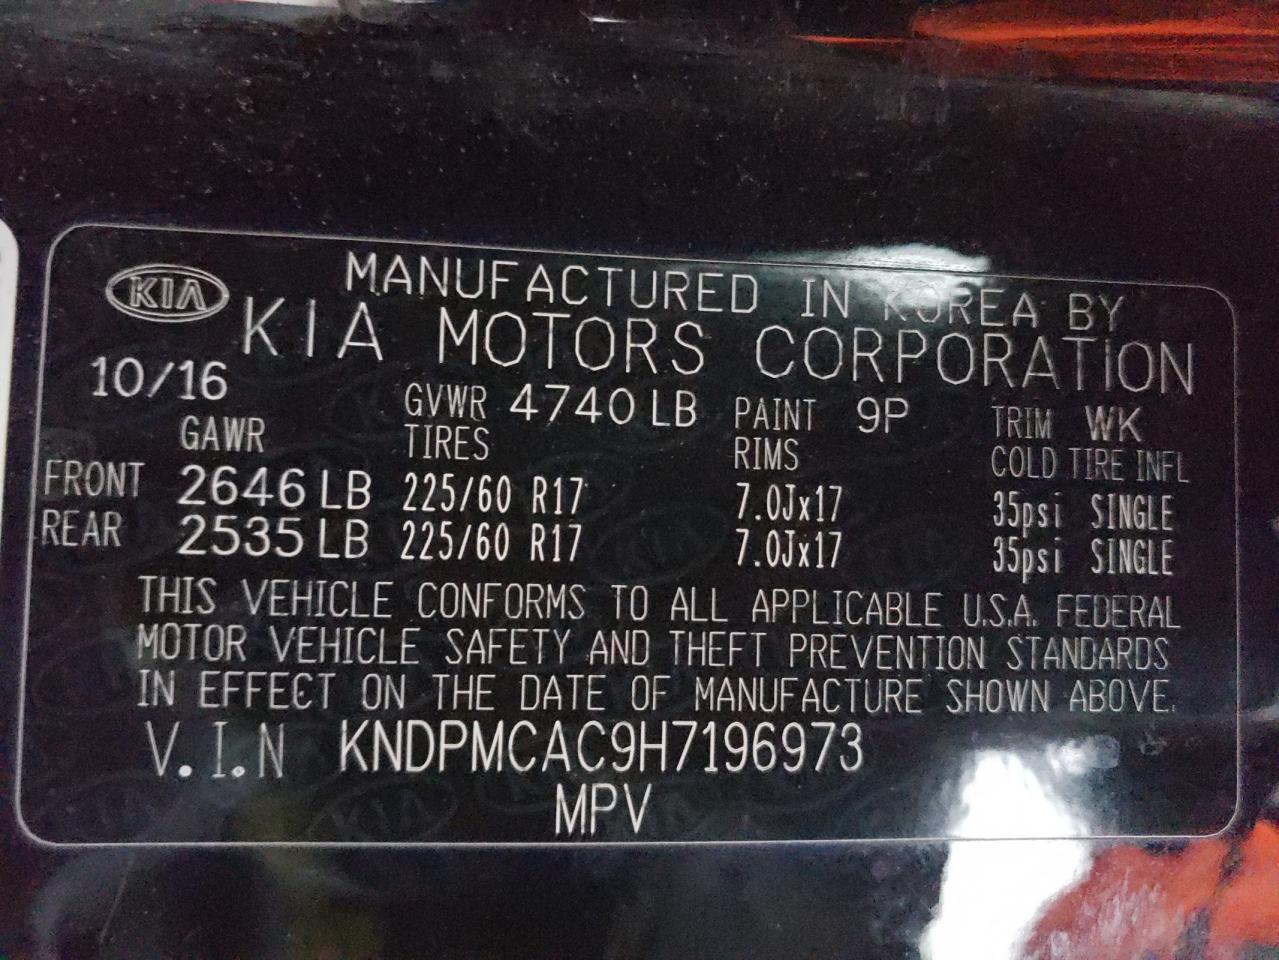 KIA
MANUFACTURED IN KOREA BY
KIA MOTORS CORPORATION
10/16 GVWR 4740 LB PAINT 9P TRIM WK
GAWR TIRES RIMS COLD TIRE INFL
FRONT 2646 LB 225/60 R17 7.0Jx17 35psi SINGLE
REAR 2535 LB 225/60 R17 7.0Jx17 35psi SINGLE
THIS VEHICLE CONFORMS TO ALL APPLICABLE U.S.A. FEDERAL
MOTOR VEHICLE SAFETY AND THEFT PREVENTION STANDARDS
IN EFFECT ON THE DATE OF MANUFACTURE SHOWN ABOVE.
V.I.N KNDPMCAC9H7196973
MPV